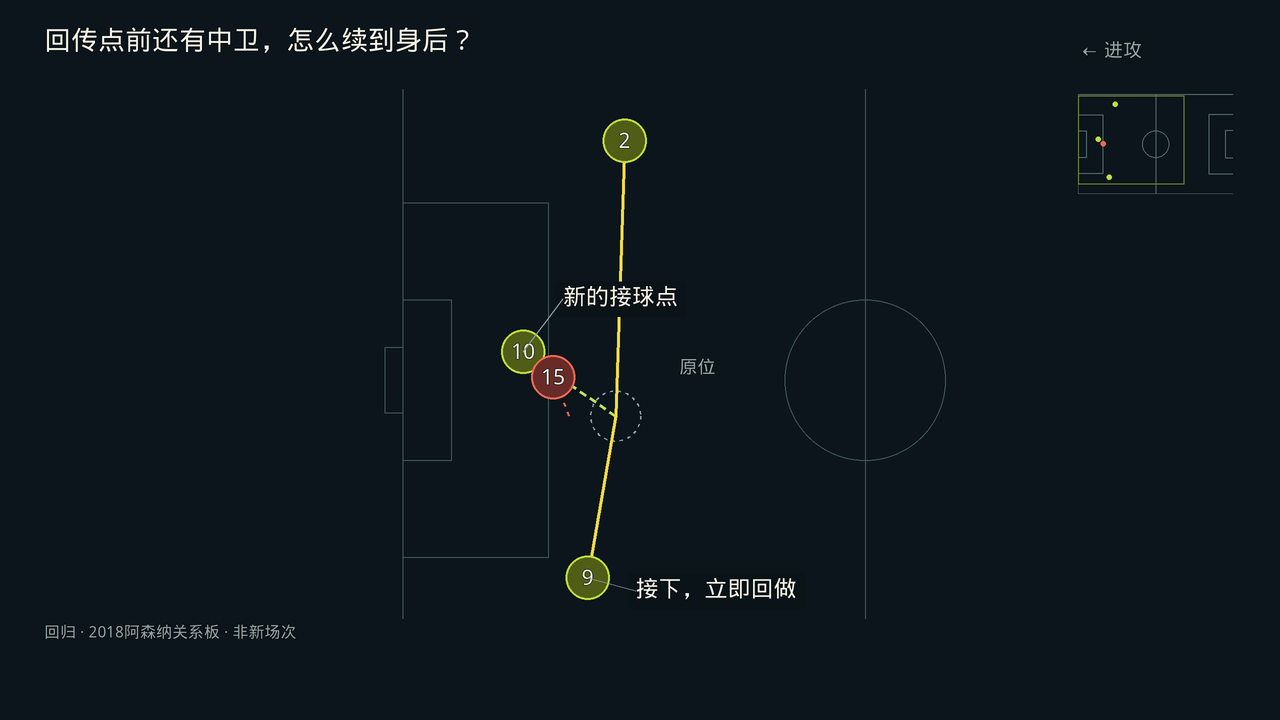 回传点前还有中卫，怎么续到身后？
← 进攻
2
新的接球点
10
15
原位
9
接下，立即回做
回归 · 2018阿森纳关系板 · 非新场次